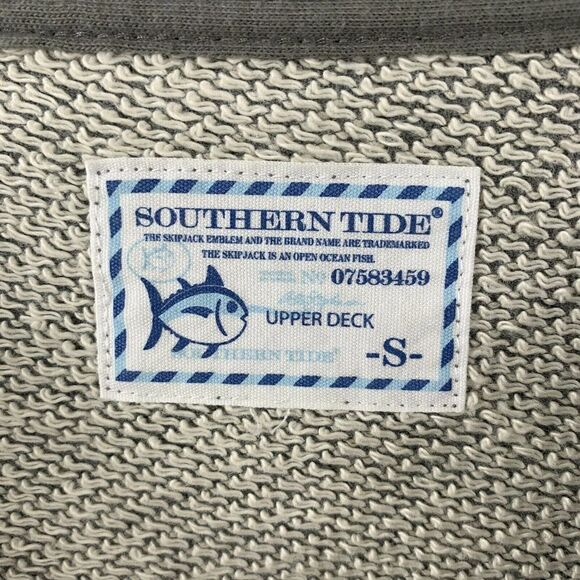 SOUTHERN TIDE®
THE SKIPJACK EMBLEM AND THE BRAND NAME ARE TRADEMARKED
THE SKIPJACK IS AN OPEN OCEAN FISH.
No 07583459
UPPER DECK
-S-
SOUTHERN TIDE®